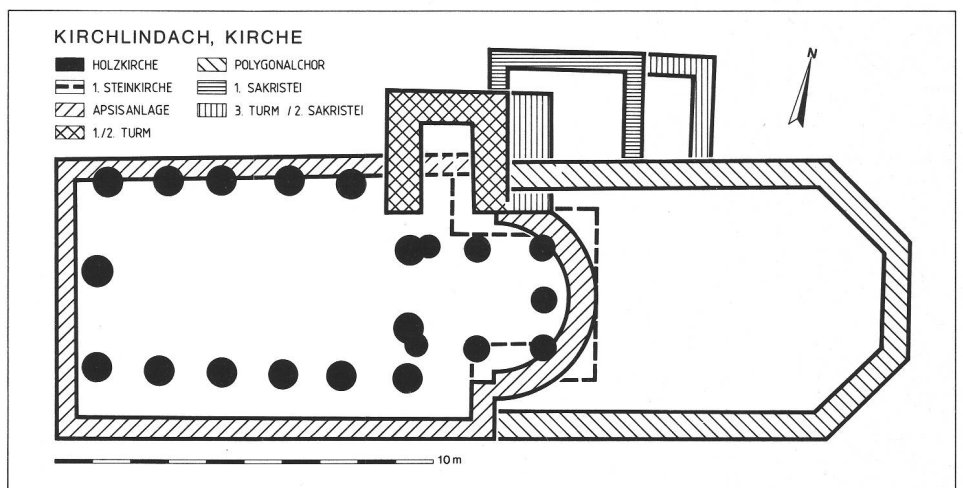 KIRCHLINDACH, KIRCHE
HOLZKIRCHE
1. STEINKIRCHE
APSISANLAGE
1./2. TURM
POLYGONALCHOR
1. SAKRISTEI
3. TURM / 2. SAKRISTEI
N
10 m